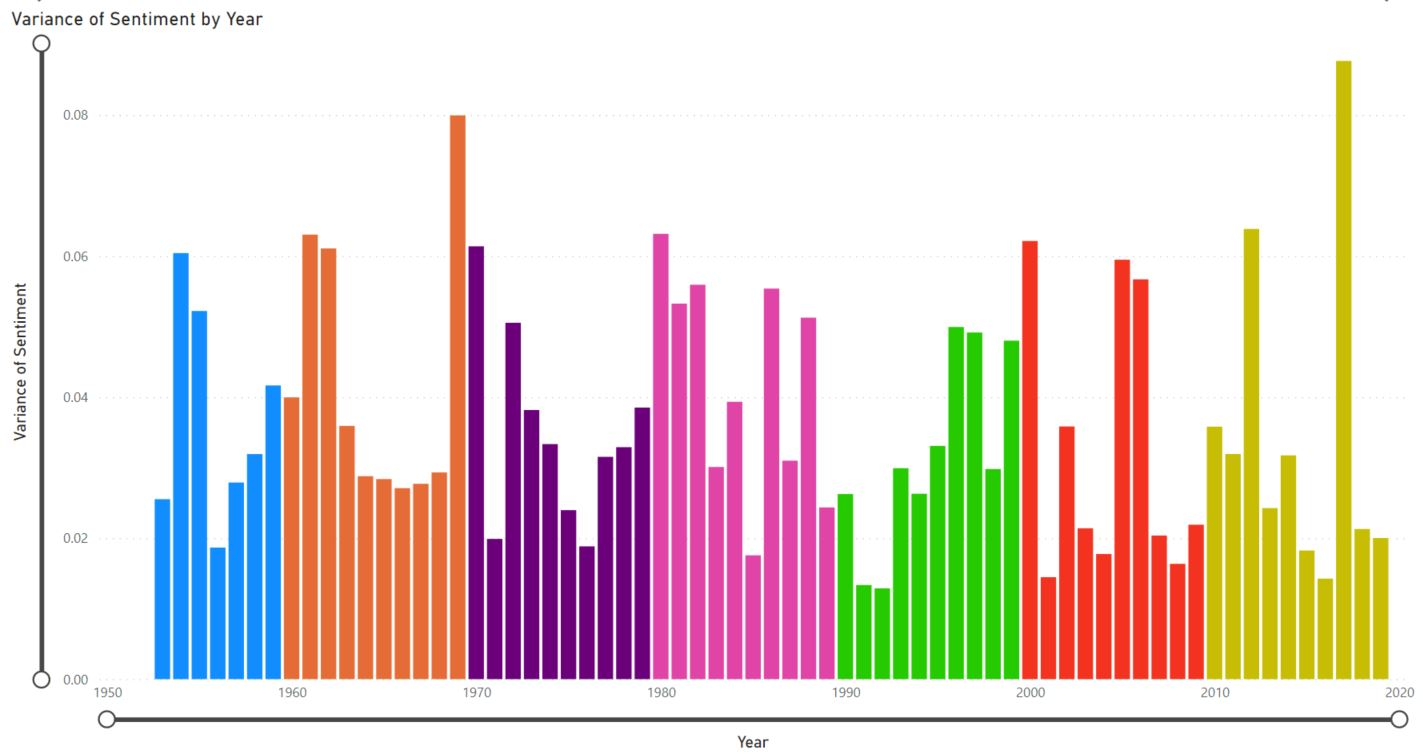 Variance of Sentiment by Year
Variance of Sentiment
0.08
0.06
0.04
0.02
0.00
1950 1960 1970 1980 1990 2000 2010 2020
Year